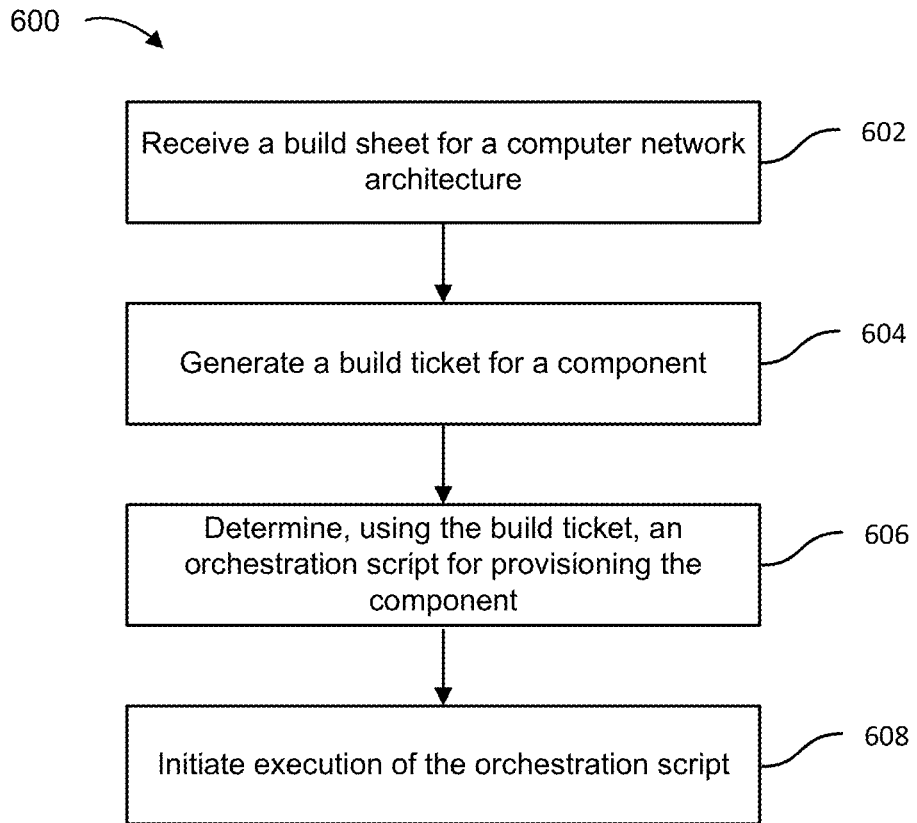 600
Receive a build sheet for a computer network
architecture
602
Generate a build ticket for a component
604
Determine, using the build ticket, an
orchestration script for provisioning the
component
606
Initiate execution of the orchestration script
608